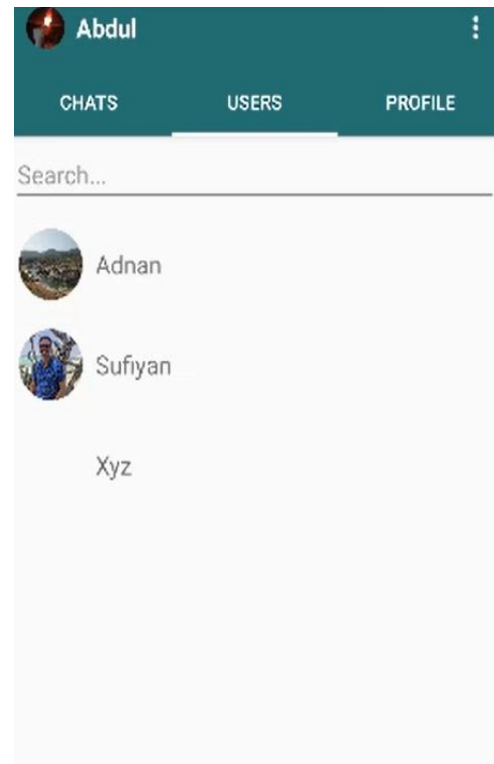 Abdul
CHATS USERS PROFILE
Search...
Adnan
Sufiyan
Xyz